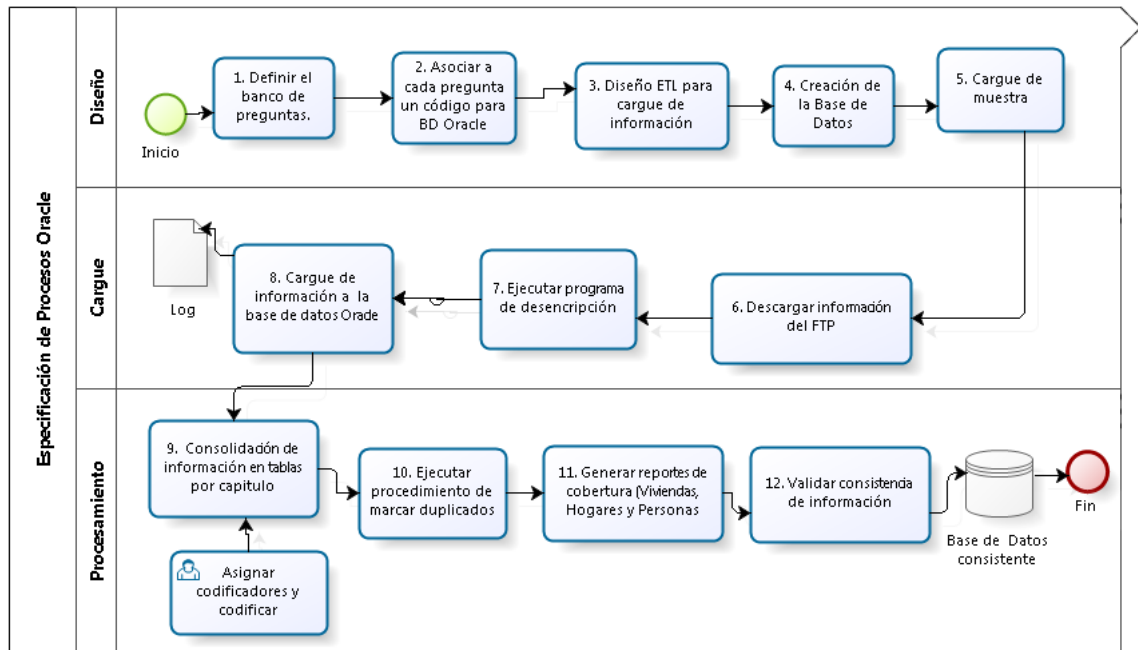 Especificación de Procesos Oracle
Diseño
Inicio
1. Definir el
banco de
preguntas.
2. Asociar a
cada pregunta
un código para
BD Oracle
3. Diseño ETL para
cargue de
información
4. Creación de
la Base de
Datos
5. Cargue de
muestra
Cargue
Log
8. Cargue de
información a la
base de datos Oracle
7. Ejecutar programa
de desencripción
6. Descargar información
del FTP
Procesamiento
9. Consolidación de
información en tablas
por capitulo
10. Ejecutar
procedimiento de
marcar duplicados
11. Generar reportes de
cobertura (Viviendas,
Hogares y Personas
12. Validar consistencia
de información
Base de Datos
consistente
Fin
Asignar
codificadores y
codificar